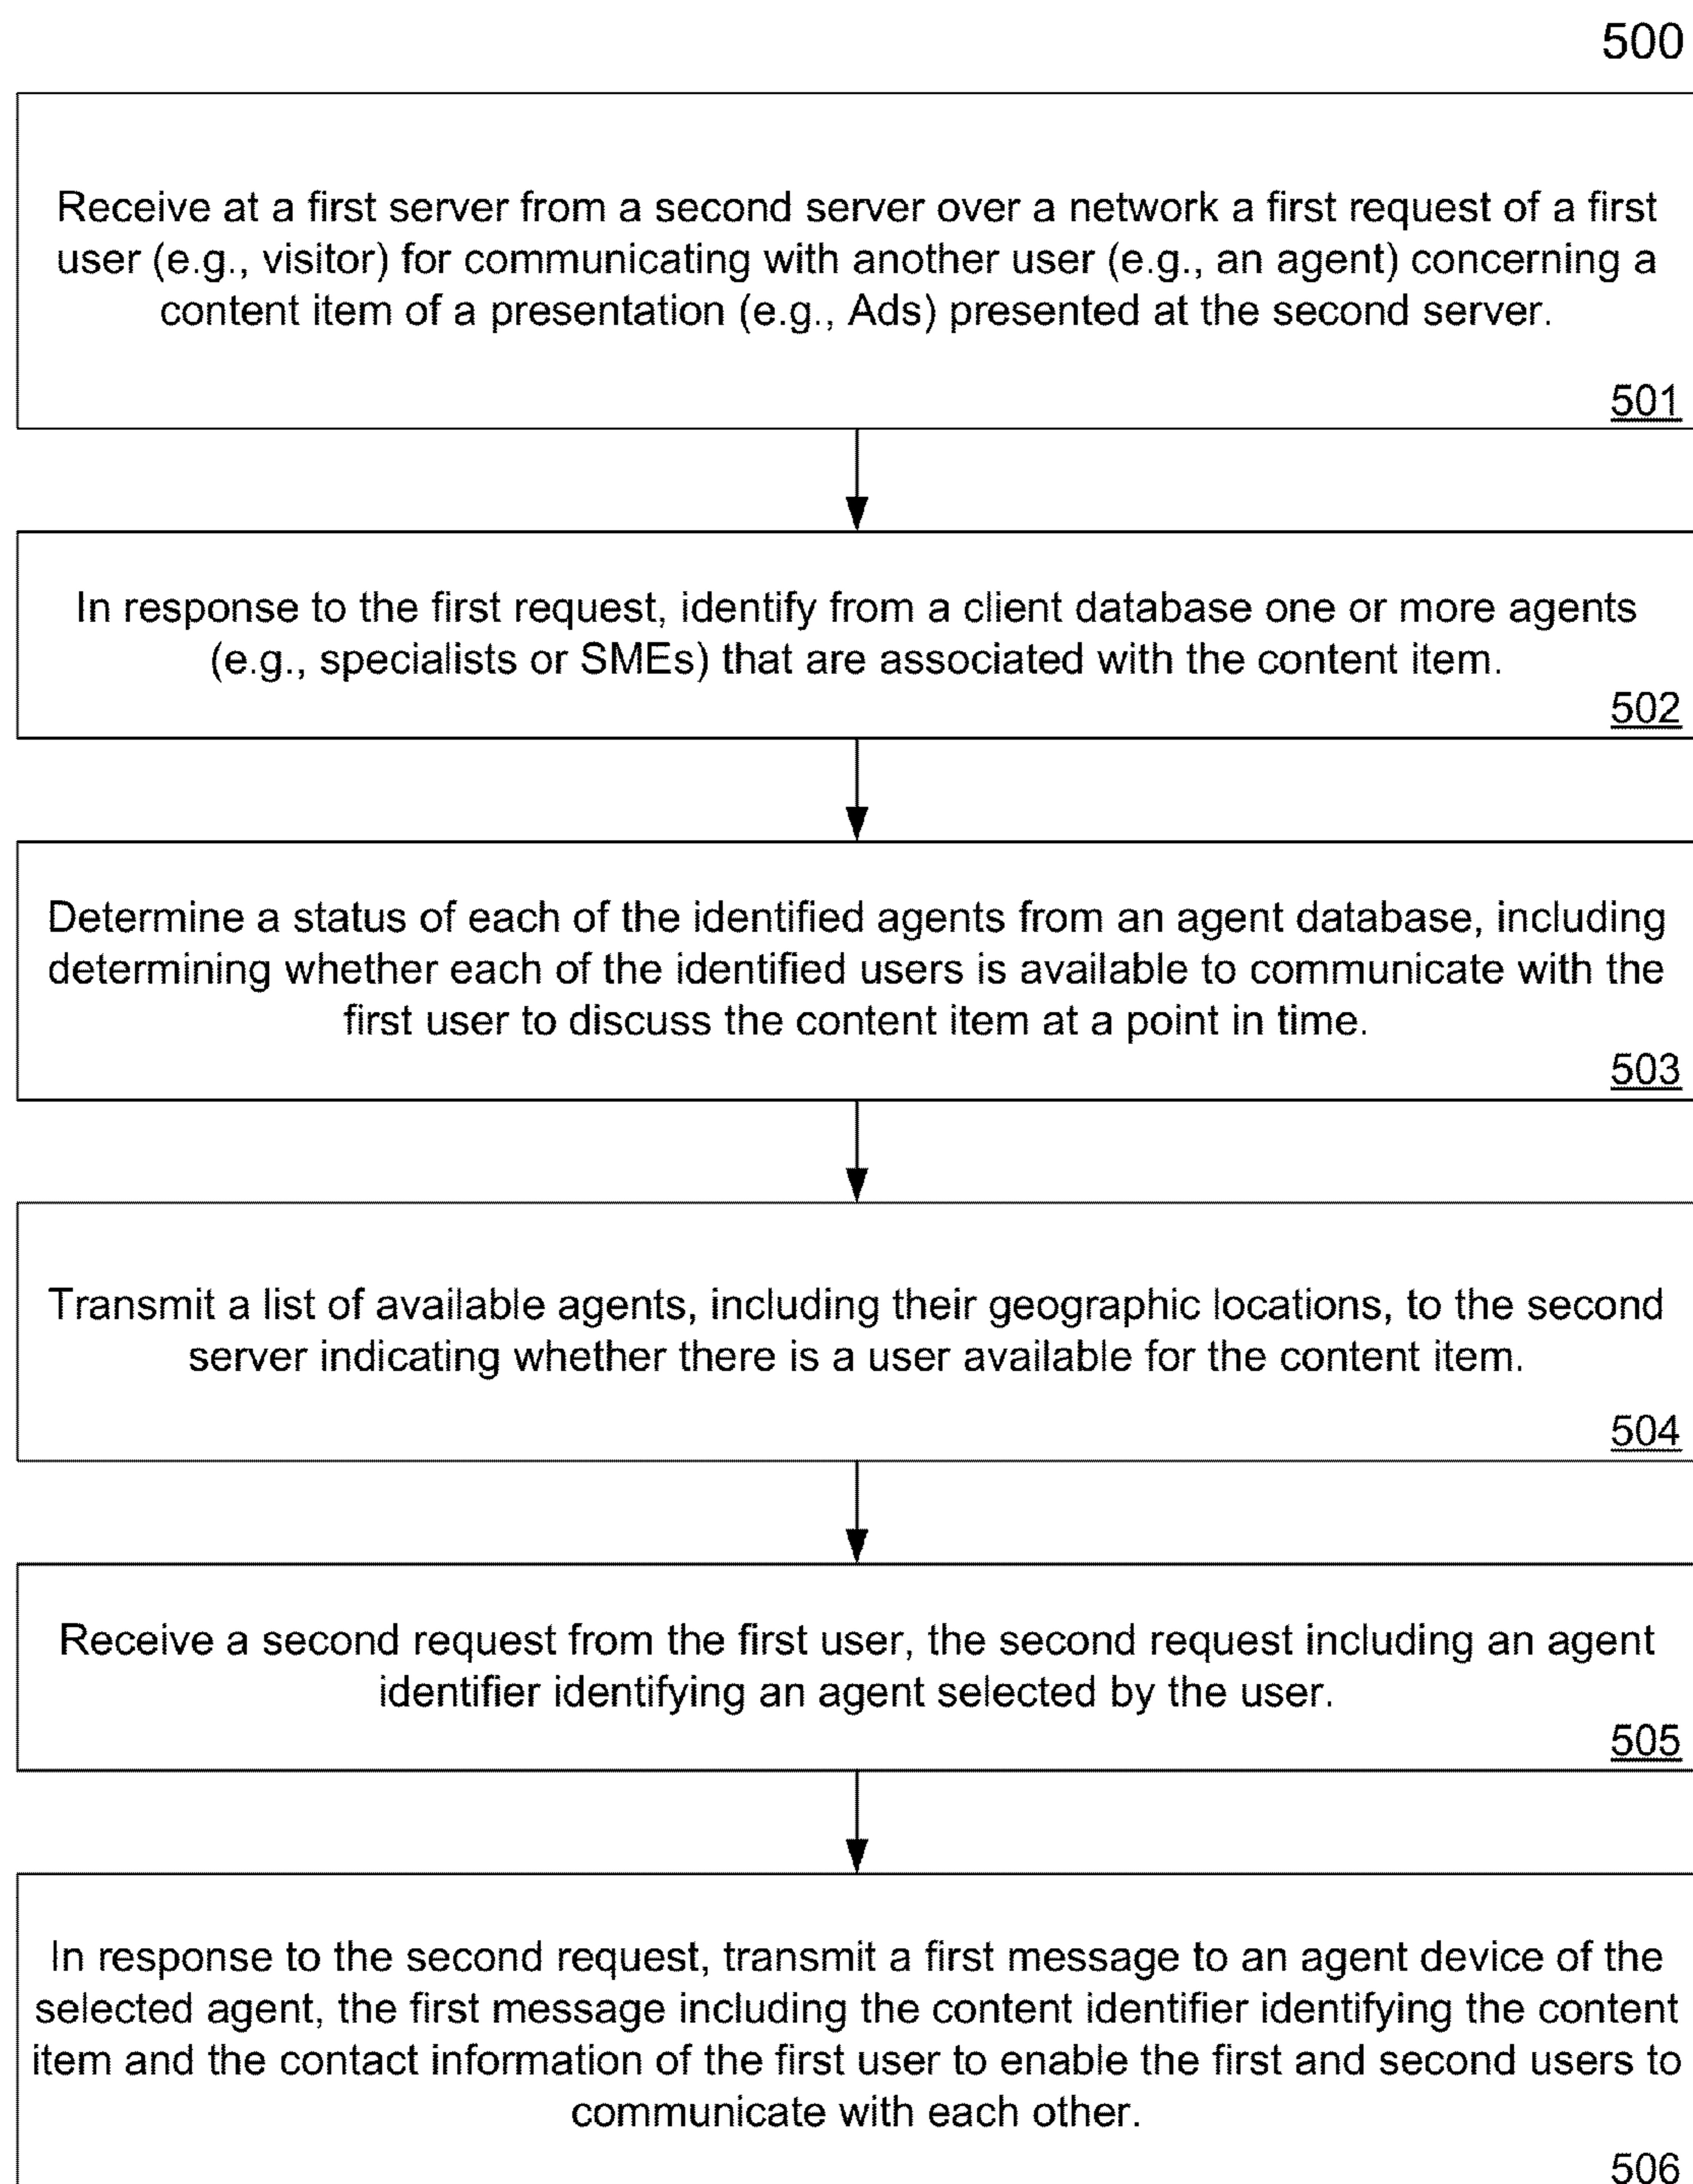 500
Receive at a first server from a second server over a network a first request of a first
user (e.g., visitor) for communicating with another user (e.g., an agent) concerning a
content item of a presentation (e.g., Ads) presented at the second server.
501
In response to the first request, identify from a client database one or more agents
(e.g., specialists or SMEs) that are associated with the content item.
502
Determine a status of each of the identified agents from an agent database, including
determining whether each of the identified users is available to communicate with the
first user to discuss the content item at a point in time.
503
Transmit a list of available agents, including their geographic locations, to the second
server indicating whether there is a user available for the content item.
504
Receive a second request from the first user, the second request including an agent
identifier identifying an agent selected by the user.
505
In response to the second request, transmit a first message to an agent device of the
selected agent, the first message including the content identifier identifying the content
item and the contact information of the first user to enable the first and second users to
communicate with each other.
506